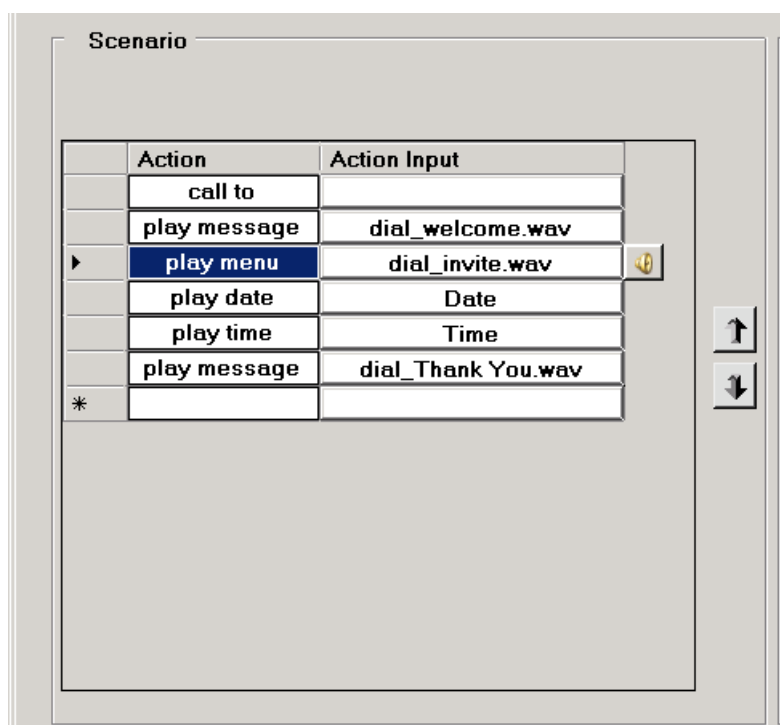 Scenario
Action Action Input
call to
play message dial_welcome.wav
play menu dial_invite.wav
play date Date
play time Time
play message dial_Thank You.wav
*